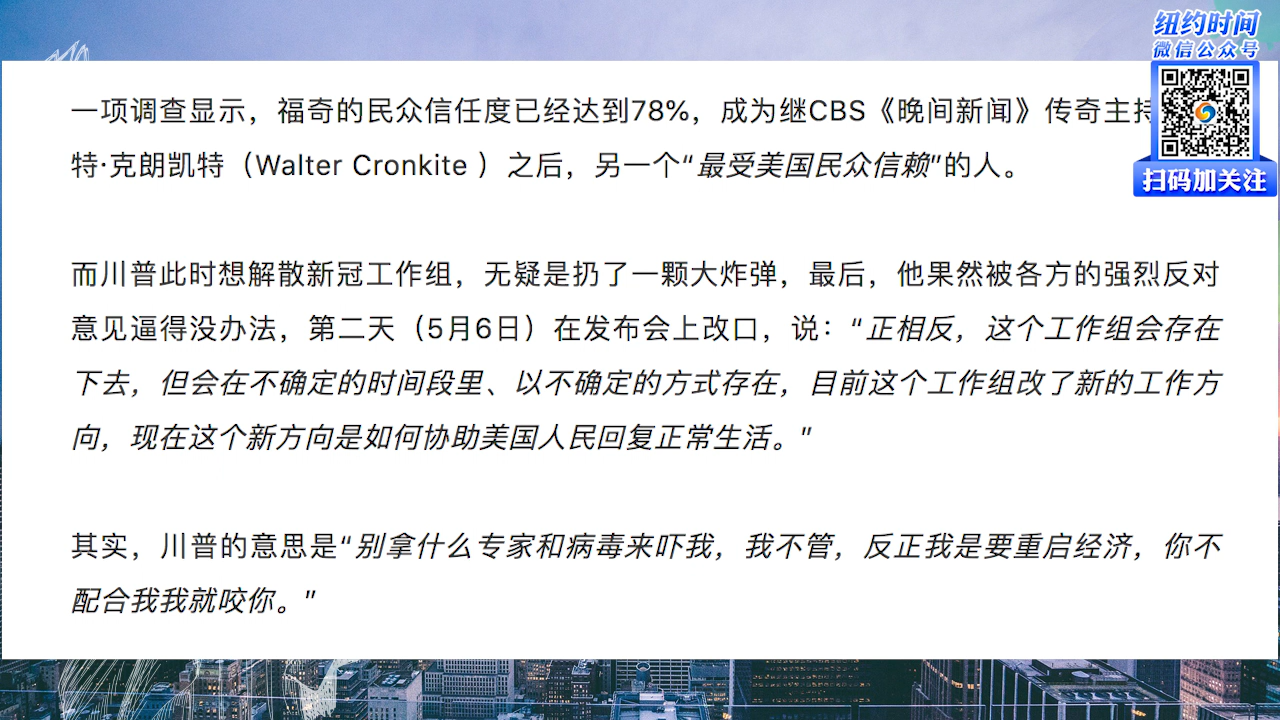 纽约时间
微信公众号
扫码加关注
一项调查显示，福奇的民众信任度已经达到78%，成为继CBS《晚间新闻》传奇主持
特·克朗凯特（Walter Cronkite ）之后，另一个“最受美国民众信赖”的人。
而川普此时想解散新冠工作组，无疑是扔了一颗大炸弹，最后，他果然被各方的强烈反对
意见逼得没办法，第二天（5月6日）在发布会上改口，说：“正相反，这个工作组会存在
下去，但会在不确定的时间段里、以不确定的方式存在，目前这个工作组改了新的工作方
向，现在这个新方向是如何协助美国人民回复正常生活。”
其实，川普的意思是“别拿什么专家和病毒来吓我，我不管，反正我是要重启经济，你不
配合我我就咬你。”